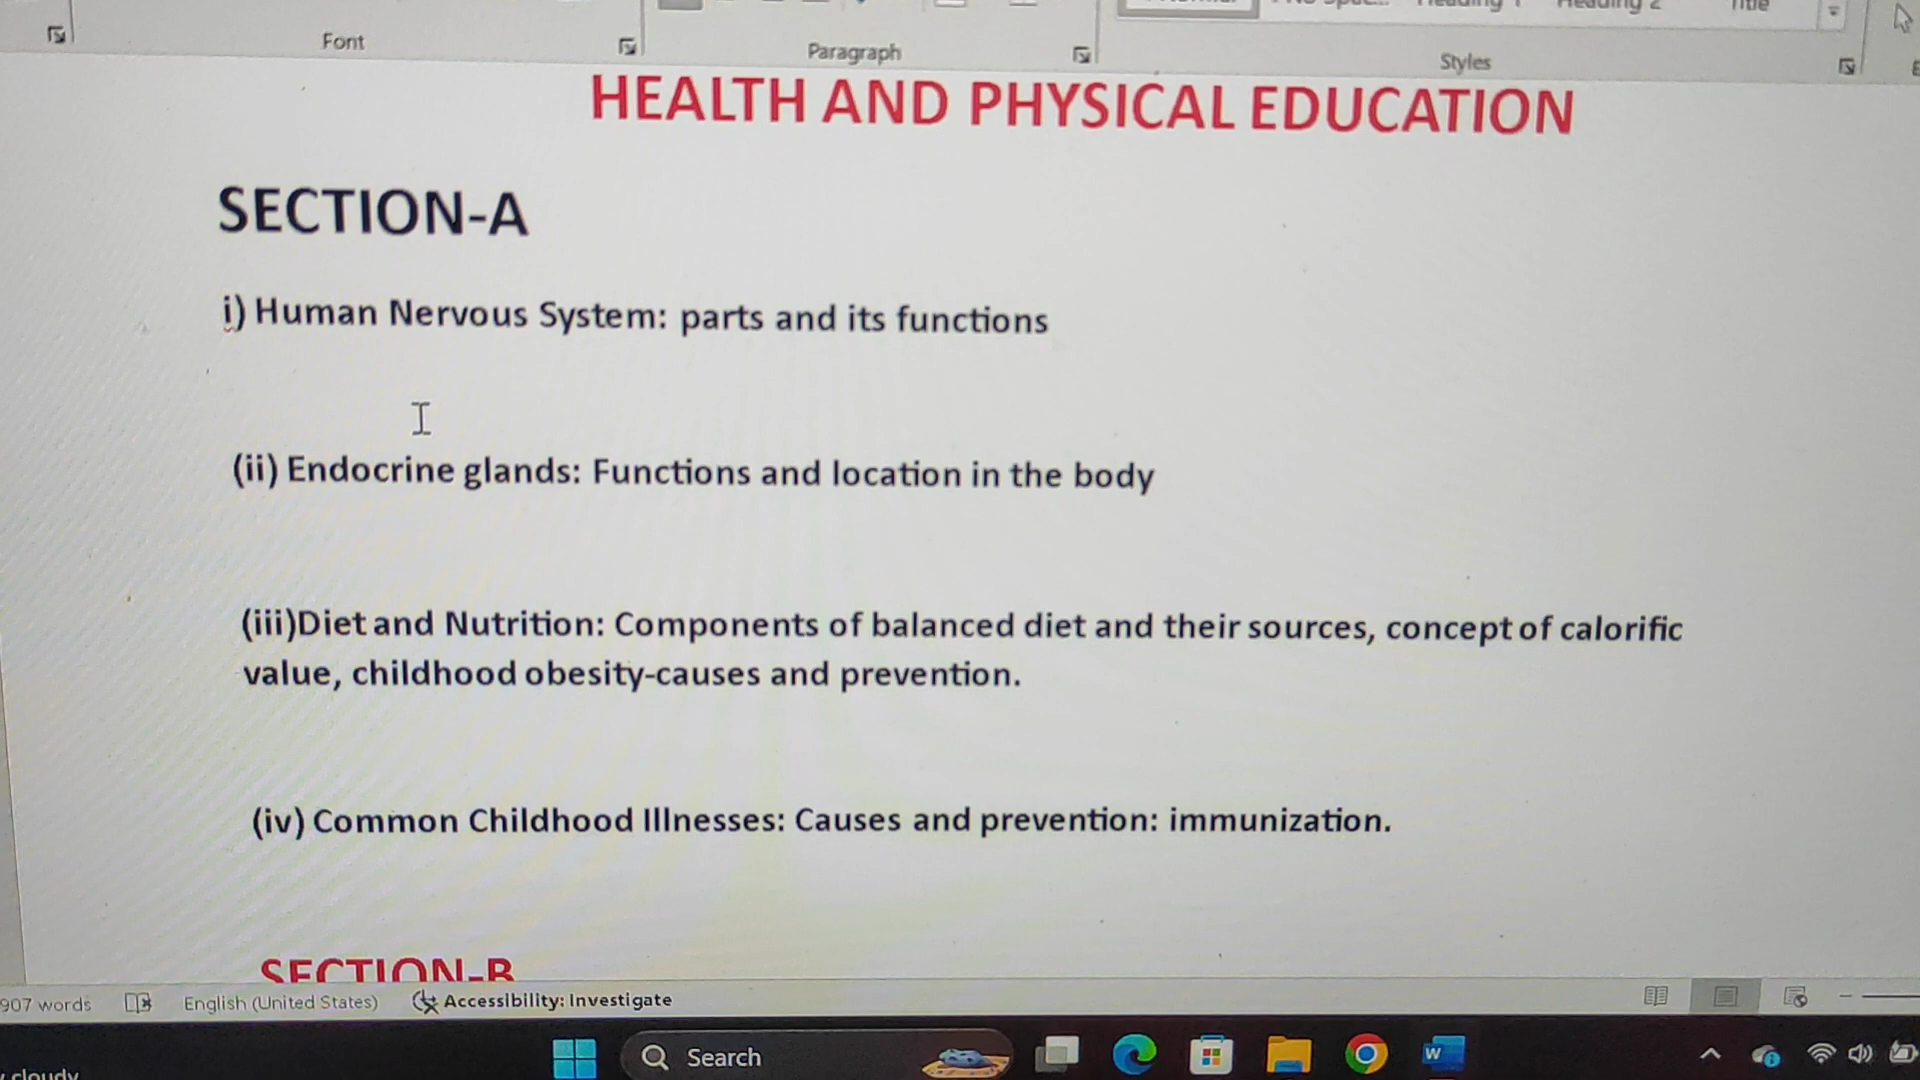 Font
Paragraph
Styles
HEALTH AND PHYSICAL EDUCATION
SECTION-A
i) Human Nervous System: parts and its functions
(ii) Endocrine glands: Functions and location in the body
(iii)Diet and Nutrition: Components of balanced diet and their sources, concept of calorific
value, childhood obesity-causes and prevention.
(iv) Common Childhood Illnesses: Causes and prevention: immunization.
SECTION-B
907 words English (United States) Accessibility: Investigate
Search
cloudy